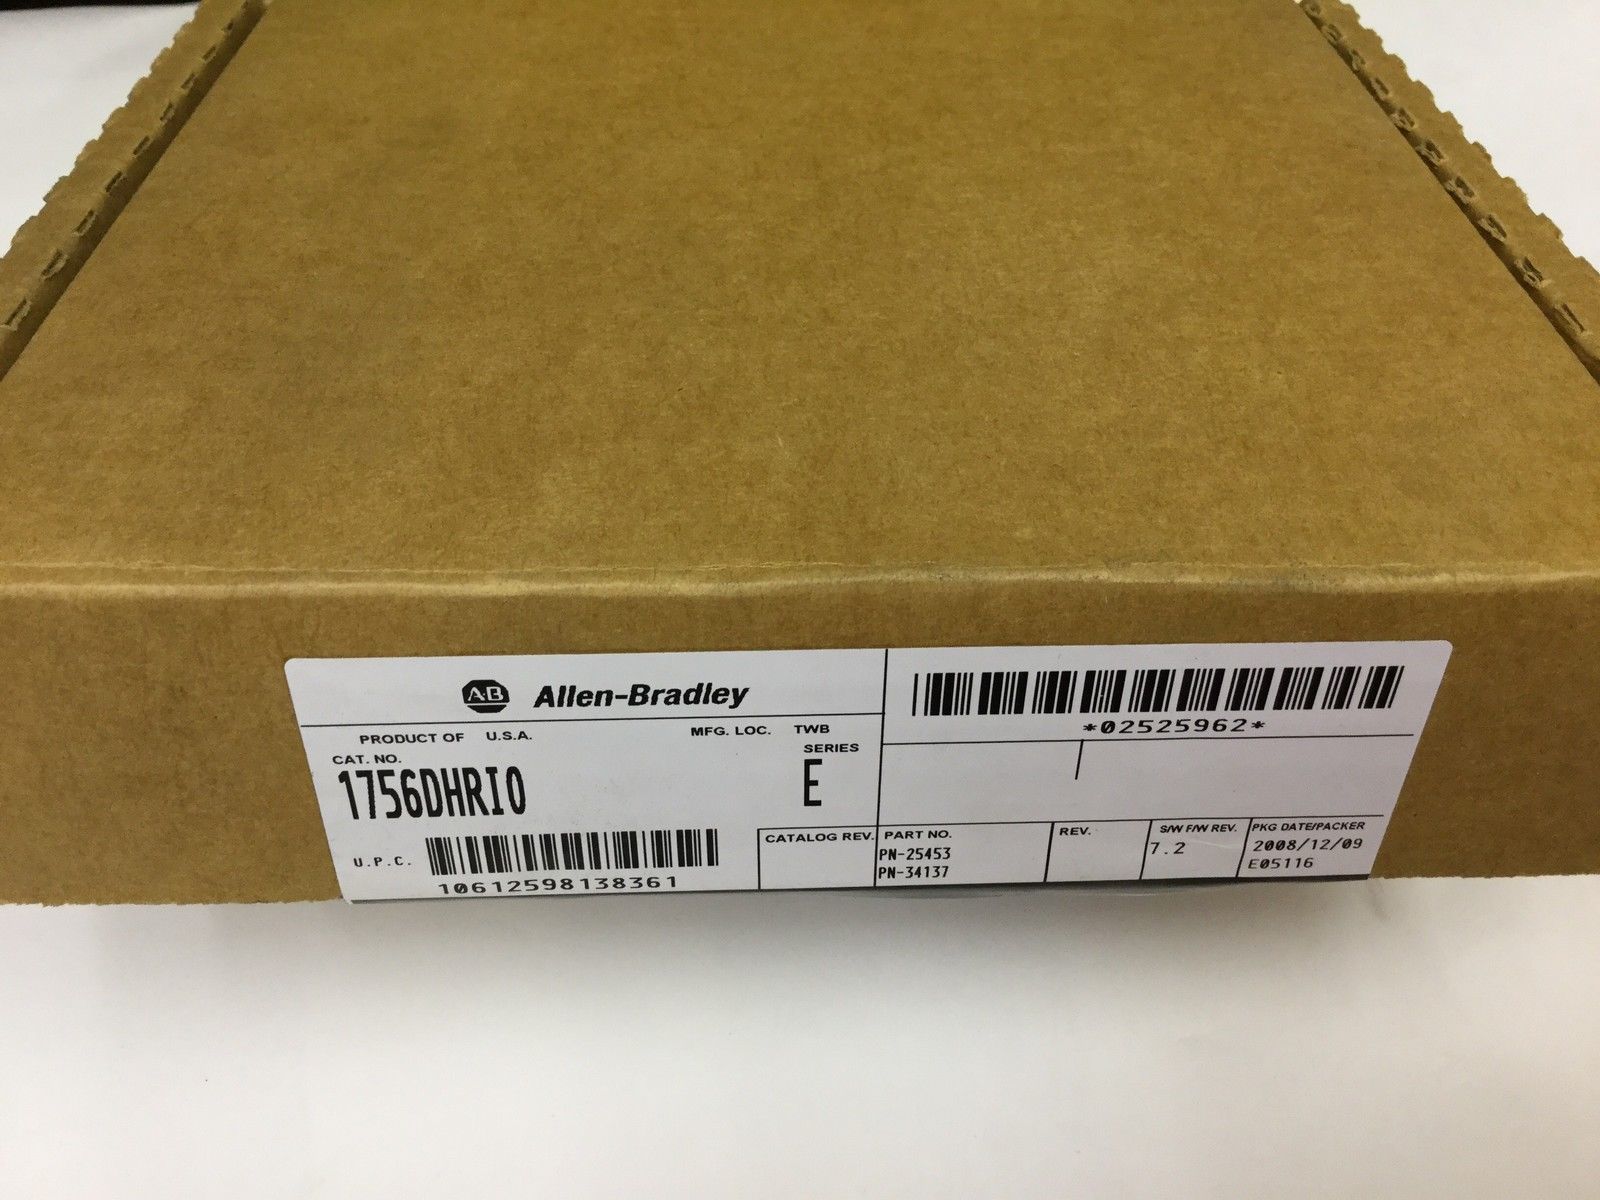 A-B Allen-Bradley
PRODUCT OF U.S.A. MFG. LOC. TWB
CAT. NO. SERIES
1756DHRIO E
U.P.C.
10612598138361
*02525962*
CATALOG REV.
PART NO.
PN-25453
PN-34137
REV.
S/W F/W REV.
7.2
PKG DATE/PACKER
2008/12/09
E05116